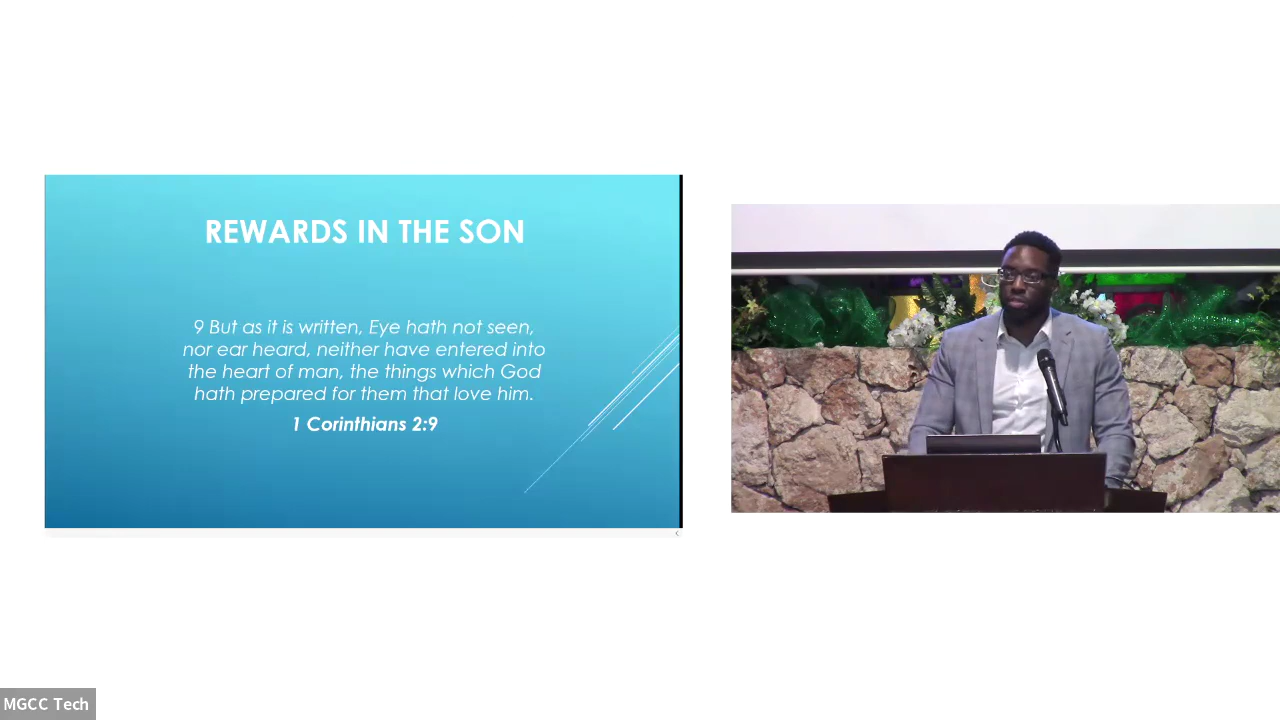 REWARDS IN THE SON
9 But as it is written, Eye hath not seen,
nor ear heard, neither have entered into
the heart of man, the things which God
hath prepared for them that love him.
1 Corinthians 2:9
MGCC Tech